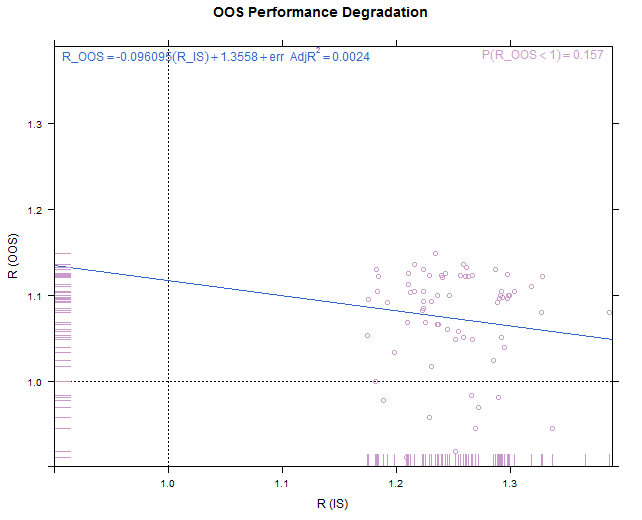 OOS Performance Degradation
R_OOS = -0.096095(R_IS) + 1.3558 + err AdjR² = 0.0024
P(R_OOS < 1) = 0.157
R (OOS)
1.3
1.2
1.1
1.0
1.0 1.1 1.2 1.3
R (IS)